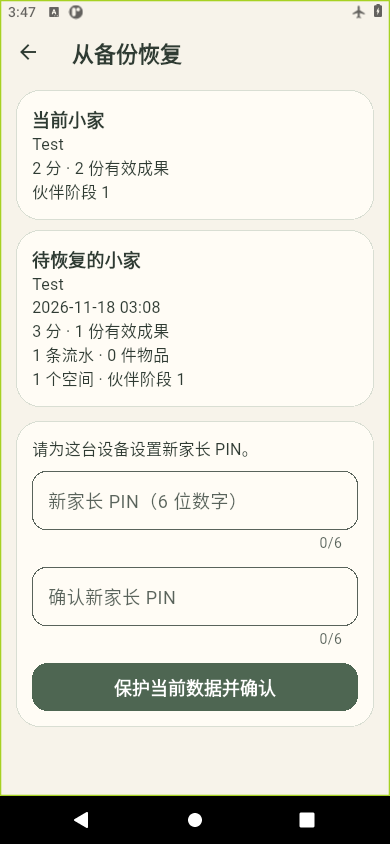 3:47
从备份恢复
当前小家
Test
2 分 · 2 份有效成果
伙伴阶段 1
待恢复的小家
Test
2026-11-18 03:08
3 分 · 1 份有效成果
1 条流水 · 0 件物品
1 个空间 · 伙伴阶段 1
请为这台设备设置新家长 PIN。
新家长 PIN（6 位数字）
0/6
确认新家长 PIN
0/6
保护当前数据并确认